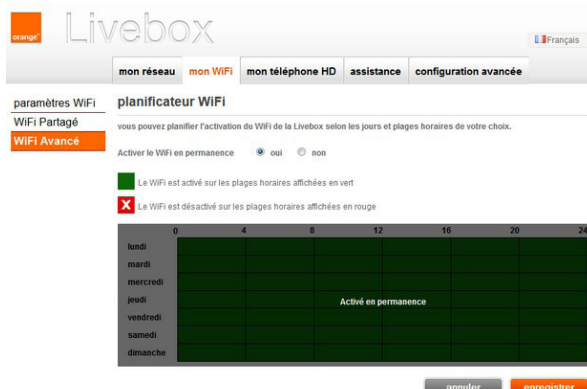 orange™
Livebox
Français
mon réseau
mon WiFi
mon téléphone HD
assistance
configuration avancée
paramètres WiFi
WiFi Partagé
WiFi Avancé
planificateur WiFi
vous pouvez planifier l'activation du WiFi de la Livebox selon les jours et plages horaires de votre choix.
Activer le WiFi en permanence oui non
Le WiFi est activé sur les plages horaires affichées en vert
X Le WiFi est désactivé sur les plages horaires affichées en rouge
0 4 8 12 16 20 24
lundi
mardi
mercredi
jeudi
Activé en permanence
vendredi
samedi
dimanche
annuler
enregistrer